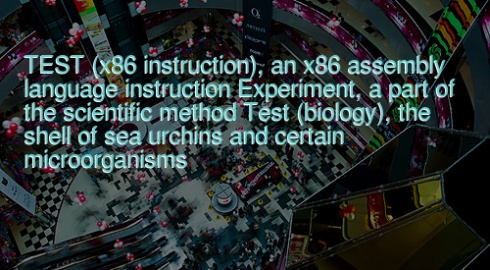 TEST (x86 instruction), an x86 assembly
language instruction Experiment, a part of
the scientific method Test (biology), the
shell of sea urchins and certain
microorganisms